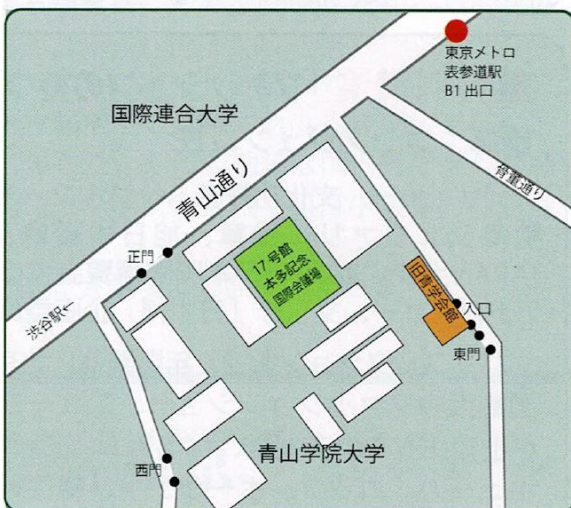 東京メトロ
表参道駅
B1 出口
国際連合大学
骨董通り
青山通り
正門
17 号館
本多記念
国際会議場
旧青学会館
渋谷駅←
入口
東門
青山学院大学
西門